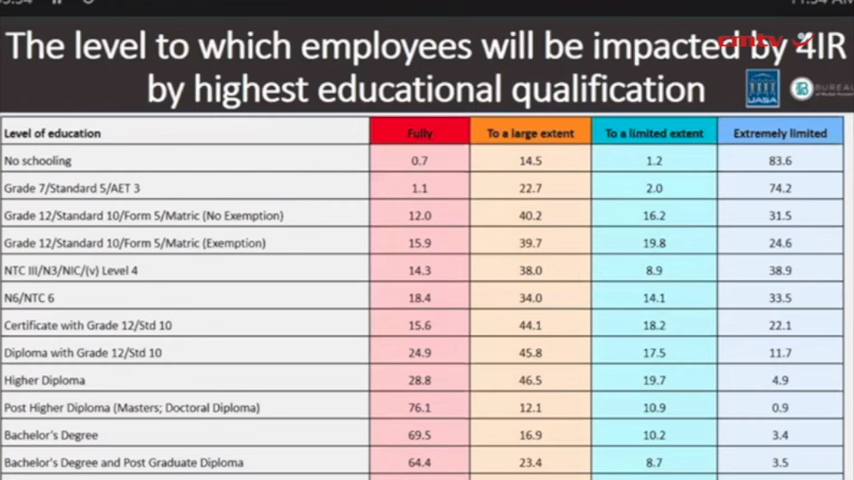 The level to which employees will be impacted by 4IR
by highest educational qualification
cmtv
UASA
BUREAU
Level of education Fully To a large extent To a limited extent Extremely limited
No schooling 0.7 14.5 1.2 83.6
Grade 7/Standard 5/AET 3 1.1 22.7 2.0 74.2
Grade 12/Standard 10/Form 5/Matric (No Exemption) 12.0 40.2 16.2 31.5
Grade 12/Standard 10/Form 5/Matric (Exemption) 15.9 39.7 19.8 24.6
NTC III/N3/NIC/(v) Level 4 14.3 38.0 8.9 38.9
N6/NTC 6 18.4 34.0 14.1 33.5
Certificate with Grade 12/Std 10 15.6 44.1 18.2 22.1
Diploma with Grade 12/Std 10 24.9 45.8 17.5 11.7
Higher Diploma 28.8 46.5 19.7 4.9
Post Higher Diploma (Masters; Doctoral Diploma) 76.1 12.1 10.9 0.9
Bachelor's Degree 69.5 16.9 10.2 3.4
Bachelor's Degree and Post Graduate Diploma 64.4 23.4 8.7 3.5